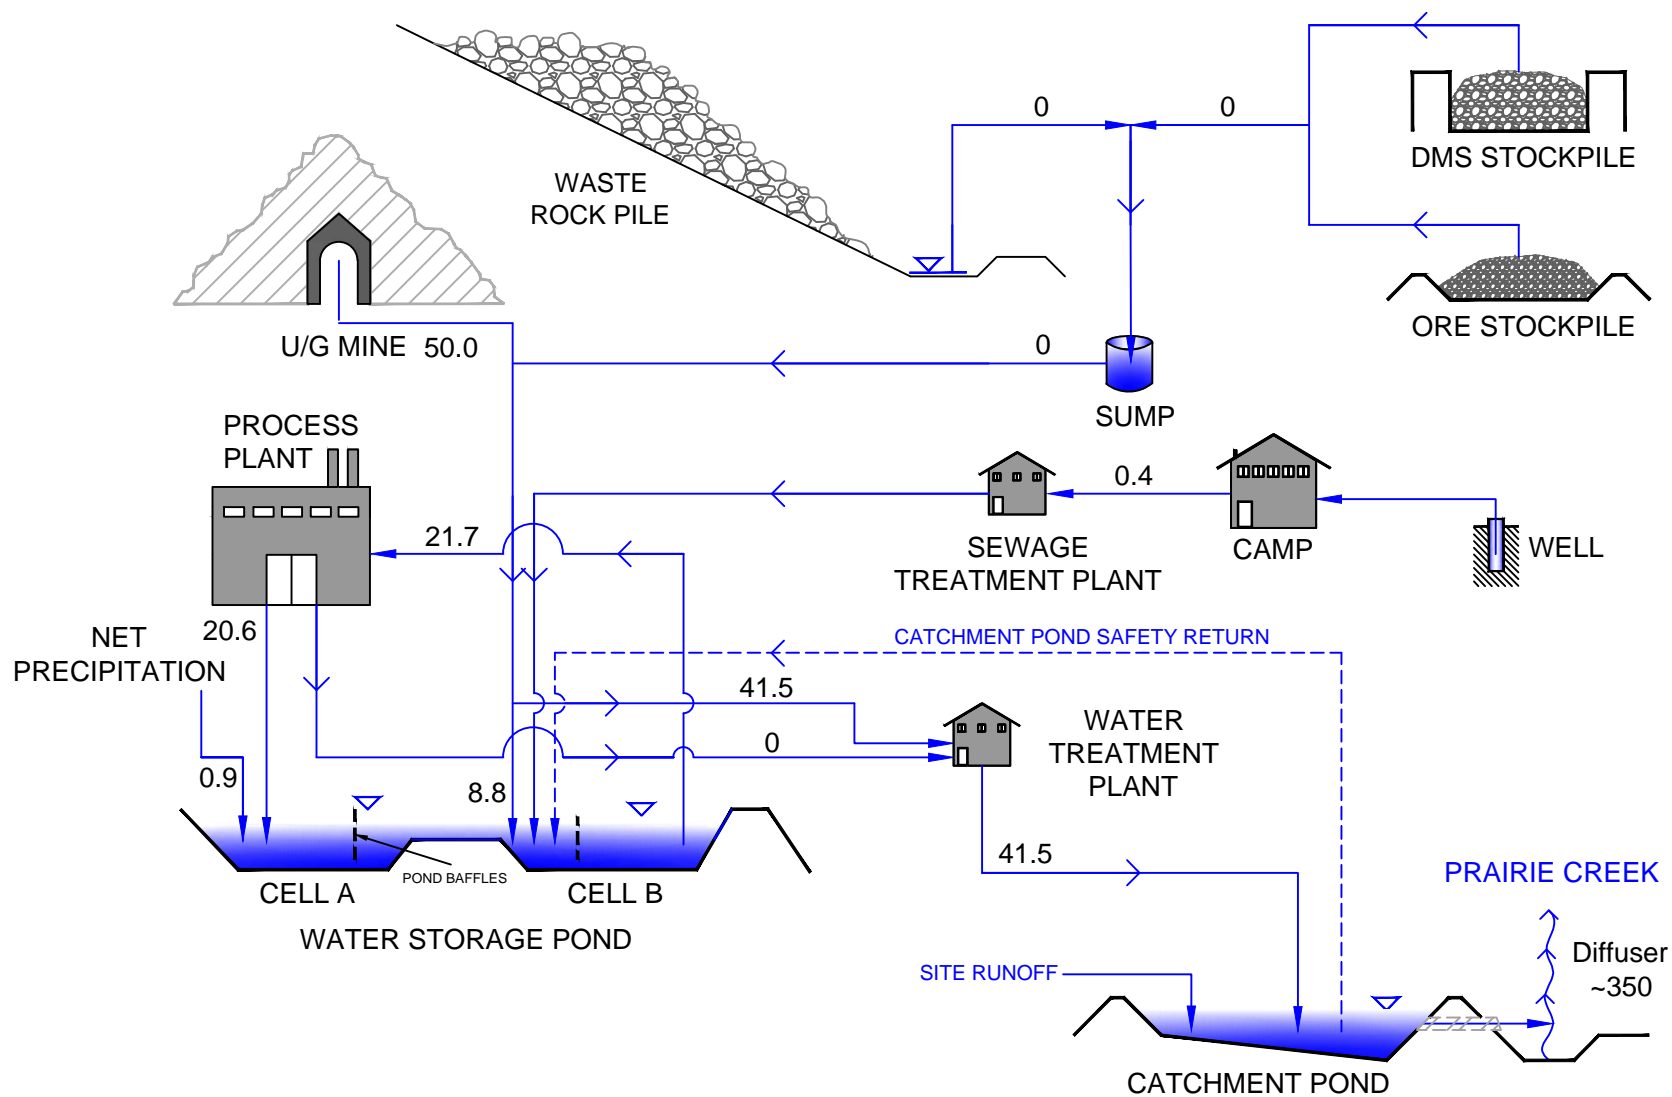 0
0
DMS STOCKPILE
WASTE
ROCK PILE
ORE STOCKPILE
U/G MINE
50.0
0
SUMP
PROCESS
PLANT
0.4
21.7
SEWAGE
TREATMENT PLANT
CAMP
WELL
20.6
NET
PRECIPITATION
CATCHMENT POND SAFETY RETURN
41.5
WATER
TREATMENT
PLANT
0
0.9
8.8
POND BAFFLES
CELL A
CELL B
41.5
PRAIRIE CREEK
WATER STORAGE POND
Diffuser
~350
SITE RUNOFF
CATCHMENT POND